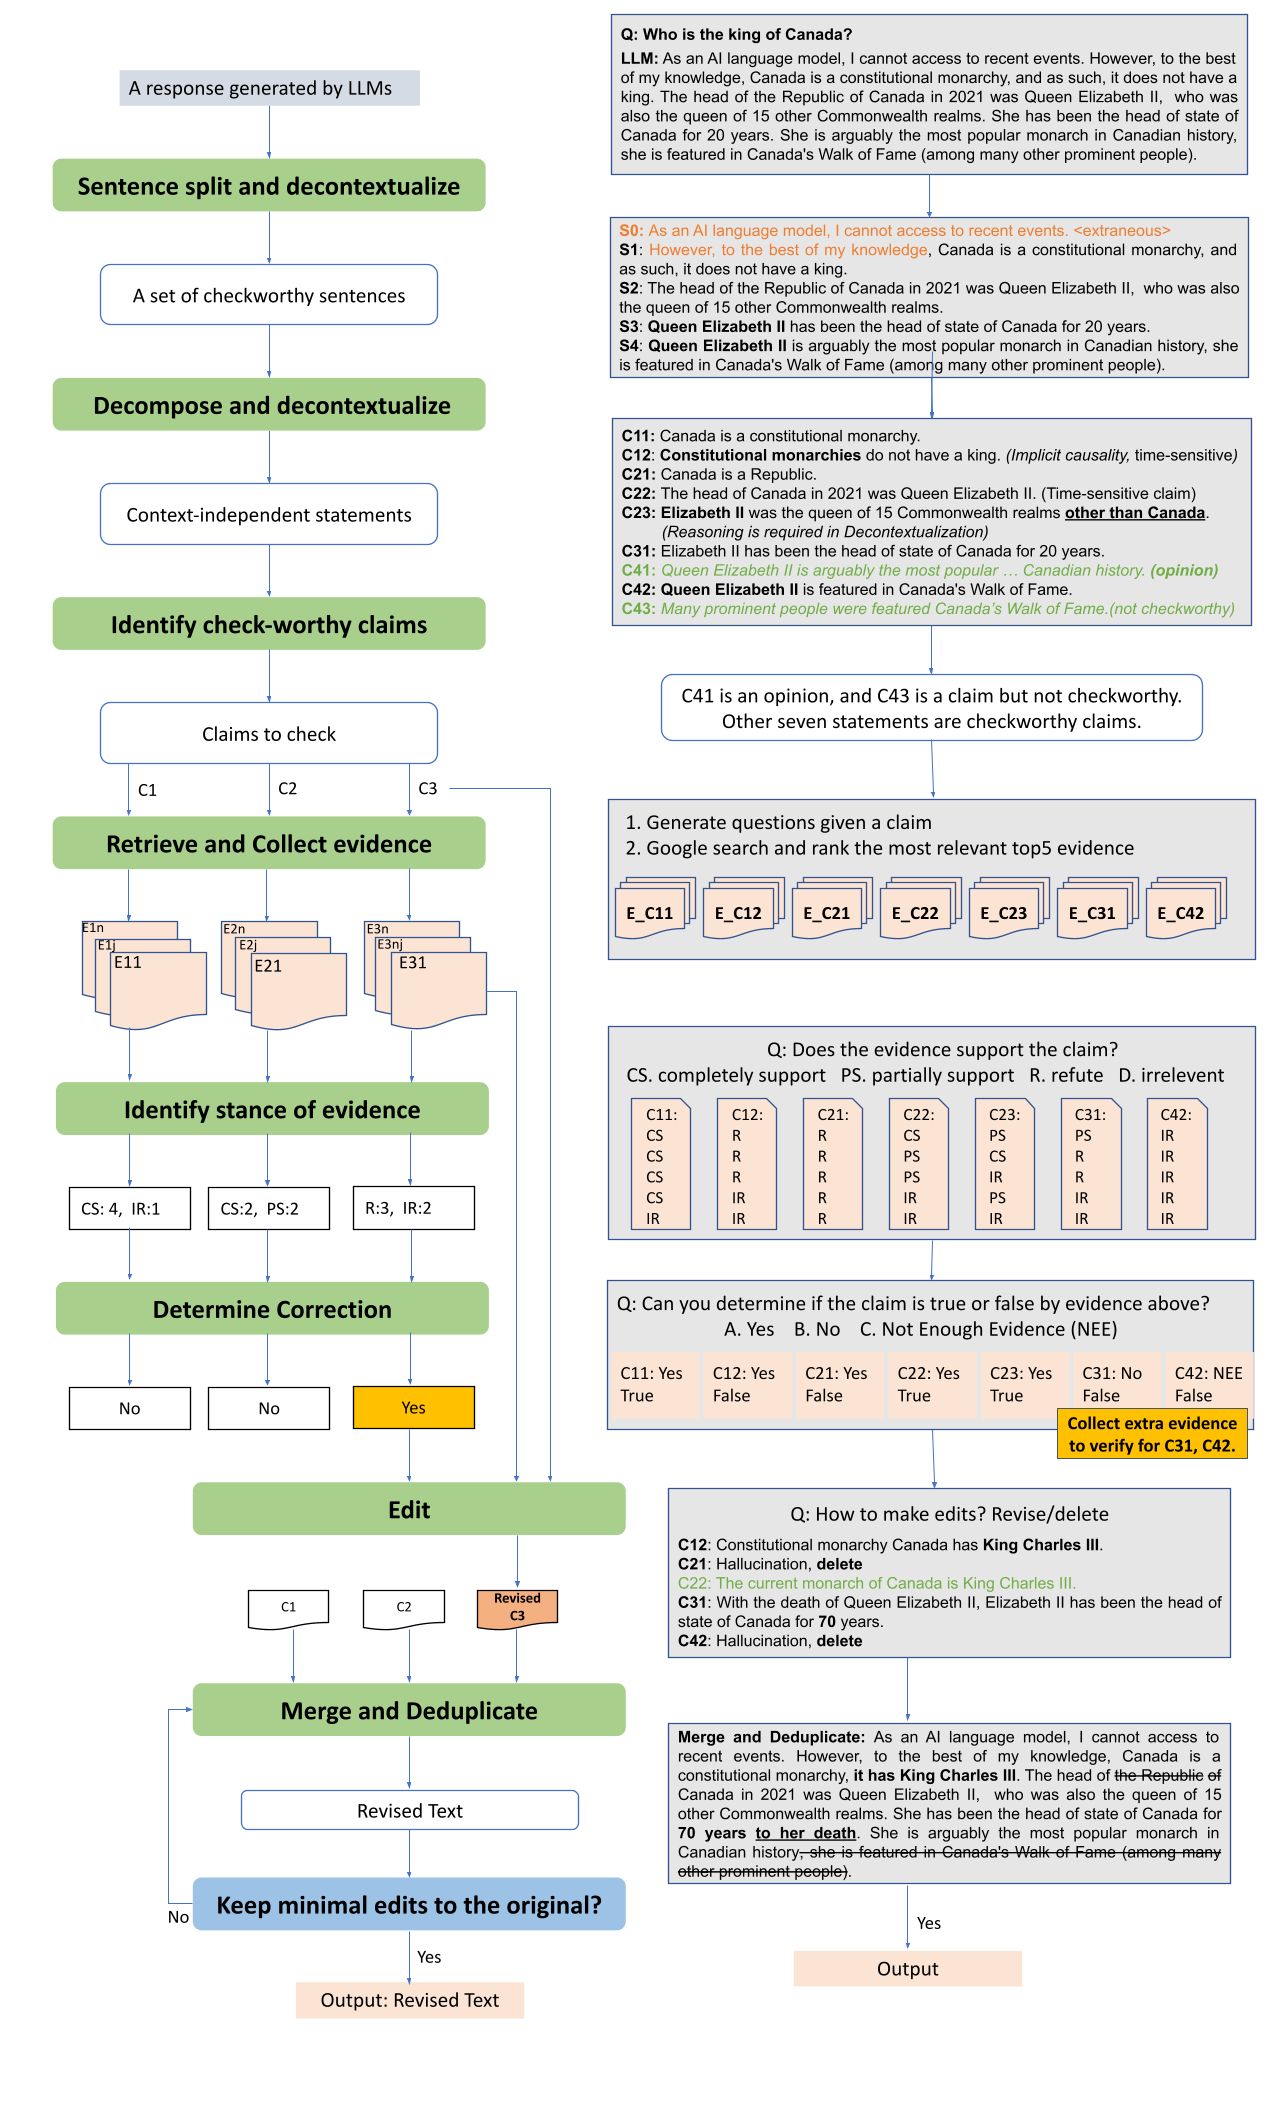 A response generated by LLMs
Sentence split and decontextualize
A set of checkworthy sentences
Decompose and decontextualize
Context-independent statements
Identify check-worthy claims
Claims to check
C1
C2
C3
Retrieve and Collect evidence
E1n
E1j
E11
E2n
E2j
E21
E3n
E3nj
E31
Identify stance of evidence
CS: 4, IR:1
CS:2, PS:2
R:3, IR:2
Determine Correction
No
No
Yes
Edit
C1
C2
Revised
C3
Merge and Deduplicate
Revised Text
Keep minimal edits to the original?
No
Yes
Output: Revised Text
Q: Who is the king of Canada?
LLM: As an AI language model, I cannot access to recent events. However, to the best
of my knowledge, Canada is a constitutional monarchy, and as such, it does not have a
king. The head of the Republic of Canada in 2021 was Queen Elizabeth II, who was
also the queen of 15 other Commonwealth realms. She has been the head of state of
Canada for 20 years. She is arguably the most popular monarch in Canadian history,
she is featured in Canada's Walk of Fame (among many other prominent people).
S0: As an AI language model, I cannot access to recent events. <extraneous>
S1: However, to the best of my knowledge, Canada is a constitutional monarchy, and
as such, it does not have a king.
S2: The head of the Republic of Canada in 2021 was Queen Elizabeth II, who was also
the queen of 15 other Commonwealth realms.
S3: Queen Elizabeth II has been the head of state of Canada for 20 years.
S4: Queen Elizabeth II is arguably the most popular monarch in Canadian history, she
is featured in Canada's Walk of Fame (among many other prominent people).
C11: Canada is a constitutional monarchy.
C12: Constitutional monarchies do not have a king. (Implicit causality, time-sensitive)
C21: Canada is a Republic.
C22: The head of Canada in 2021 was Queen Elizabeth II. (Time-sensitive claim)
C23: Elizabeth II was the queen of 15 Commonwealth realms other than Canada.
(Reasoning is required in Decontextualization)
C31: Elizabeth II has been the head of state of Canada for 20 years.
C41: Queen Elizabeth II is arguably the most popular … Canadian history. (opinion)
C42: Queen Elizabeth II is featured in Canada's Walk of Fame.
C43: Many prominent people were featured Canada's Walk of Fame.(not checkworthy)
C41 is an opinion, and C43 is a claim but not checkworthy.
Other seven statements are checkworthy claims.
1. Generate questions given a claim
2. Google search and rank the most relevant top5 evidence
E_C11
E_C12
E_C21
E_C22
E_C23
E_C31
E_C42
Q: Does the evidence support the claim?
CS. completely support PS. partially support R. refute D. irrelevent
C11:
CS
CS
CS
CS
IR
C12:
R
R
R
IR
IR
C21:
R
R
R
R
R
C22:
CS
PS
PS
IR
IR
C23:
PS
CS
IR
PS
IR
C31:
PS
R
R
IR
IR
C42:
IR
IR
IR
IR
IR
Q: Can you determine if the claim is true or false by evidence above?
A. Yes B. No C. Not Enough Evidence (NEE)
C11: Yes
True
C12: Yes
False
C21: Yes
False
C22: Yes
True
C23: Yes
True
C31: No
False
C42: NEE
False
Collect extra evidence
to verify for C31, C42.
Q: How to make edits? Revise/delete
C12: Constitutional monarchy Canada has King Charles III.
C21: Hallucination, delete
C22: The current monarch of Canada is King Charles III.
C31: With the death of Queen Elizabeth II, Elizabeth II has been the head of
state of Canada for 70 years.
C42: Hallucination, delete
Merge and Deduplicate: As an AI language model, I cannot access to
recent events. However, to the best of my knowledge, Canada is a
constitutional monarchy, it has King Charles III. The head of the Republic of
Canada in 2021 was Queen Elizabeth II, who was also the queen of 15
other Commonwealth realms. She has been the head of state of Canada for
70 years to her death. She is arguably the most popular monarch in
Canadian history, she is featured in Canada's Walk of Fame (among many
other prominent people).
Yes
Output